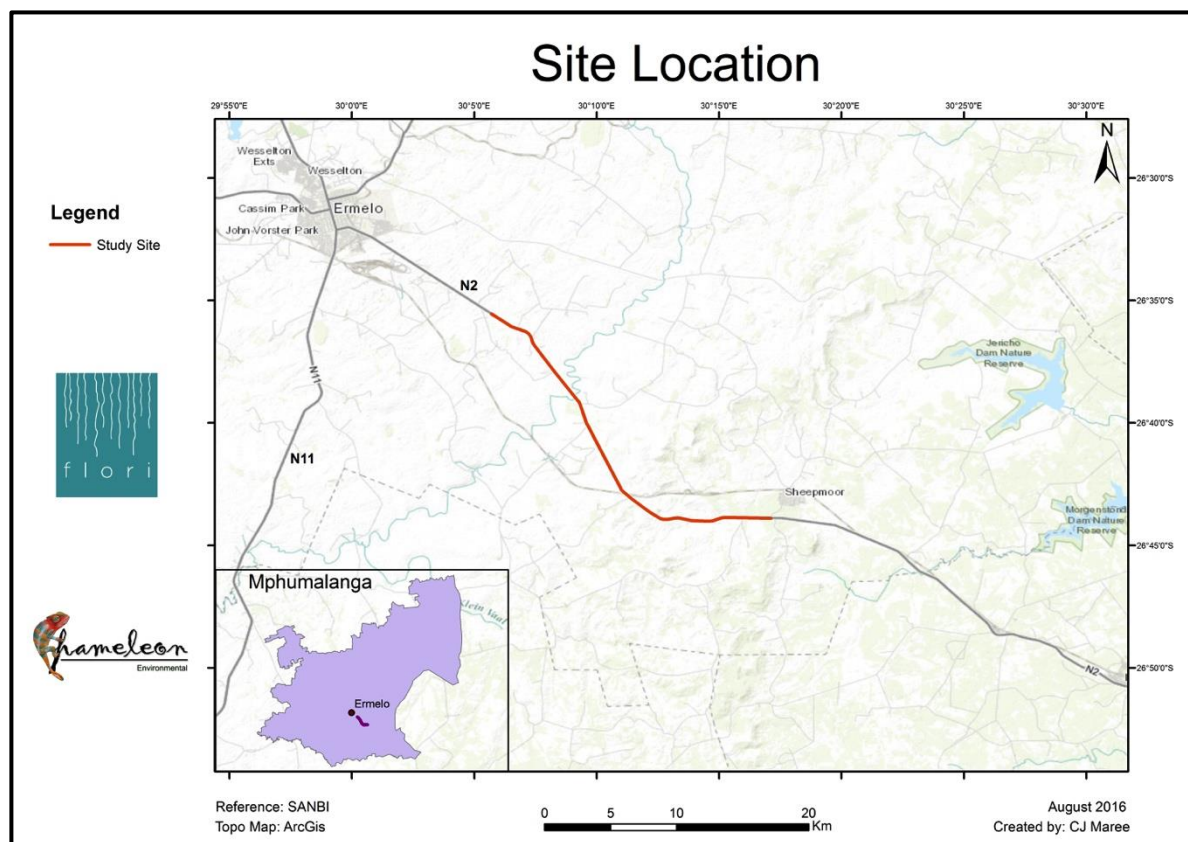 Site Location
29°55'0"E
30°0'0"E
30°5'0"E
30°10'0"E
30°15'0"E
30°20'0"E
30°25'0"E
30°30'0"E
N
26°30'0"S
26°35'0"S
26°40'0"S
26°45'0"S
26°50'0"S
Legend
Study Site
flori
Chameleon
Environmental
Wesselton
Exts
Wesselton
Cassim Park
Ermelo
John Vorster Park
N2
N11
N11
Jericho
Dam Nature
Reserve
Sheepmoor
Morgenstond
Dam Nature
Reserve
N2
Mphumalanga
Klein Vaal
Ermelo
Reference: SANBI
Topo Map: ArcGis
0 5 10 20
Km
August 2016
Created by: CJ Maree